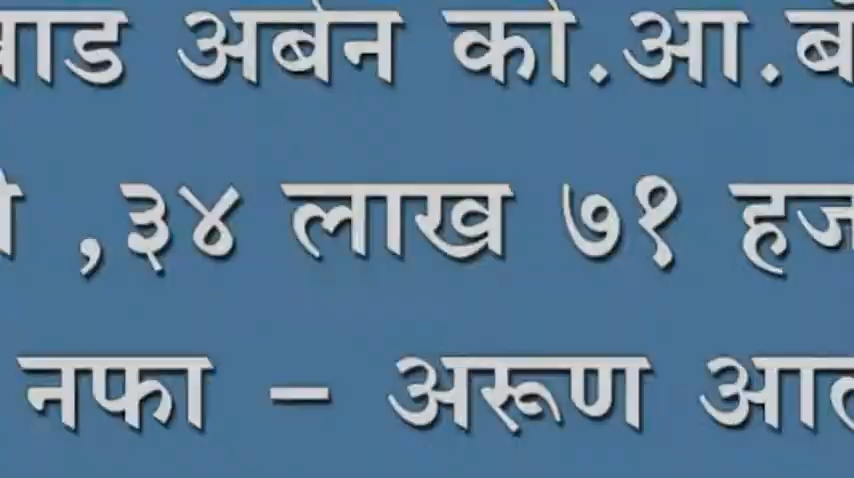 अर्बन को.आ.
,३४ लाख ७१
नफा – अरूण